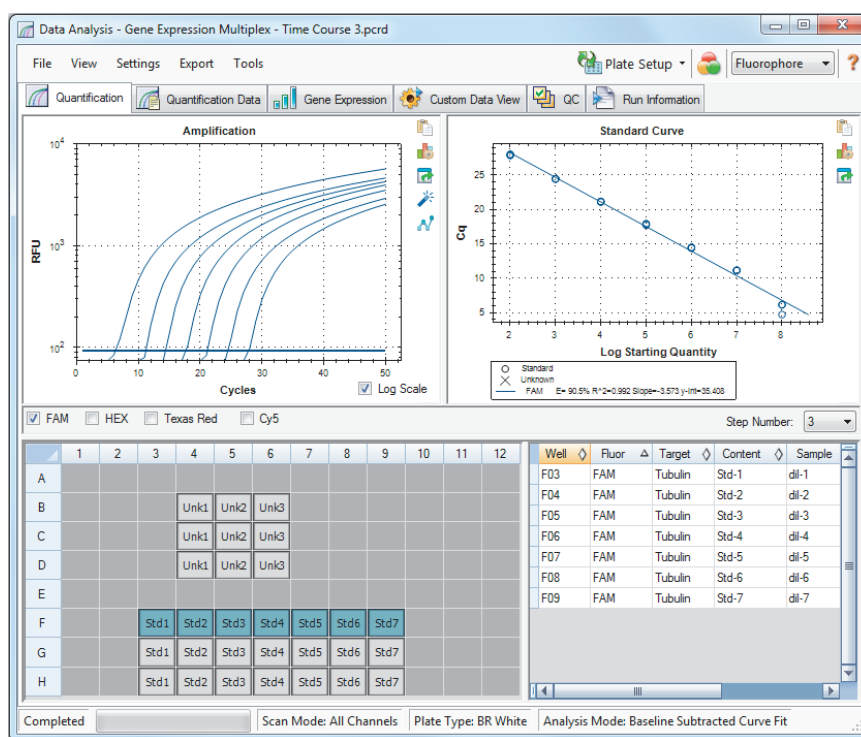 Data Analysis - Gene Expression Multiplex - Time Course 3.pcrd
File View Settings Export Tools Plate Setup Fluorophore ?
Quantification Quantification Data Gene Expression Custom Data View QC Run Information
Amplification
10^4
10^3
10^2
RFU
0 10 20 30 40 50
Cycles
Log Scale
Standard Curve
25
20
15
10
5
Cq
2 3 4 5 6 7 8
Log Starting Quantity
Standard
Unknown
FAM E= 90.5% R^2=0.992 Slope=-3.573 y-int=35.408
FAM HEX Texas Red Cy5 Step Number: 3
1 2 3 4 5 6 7 8 9 10 11 12
A
B Unk1 Unk2 Unk3
C Unk1 Unk2 Unk3
D Unk1 Unk2 Unk3
E
F Std1 Std2 Std3 Std4 Std5 Std6 Std7
G Std1 Std2 Std3 Std4 Std5 Std6 Std7
H Std1 Std2 Std3 Std4 Std5 Std6 Std7
Well Fluor Target Content Sample
F03 FAM Tubulin Std-1 dil-1
F04 FAM Tubulin Std-2 dil-2
F05 FAM Tubulin Std-3 dil-3
F06 FAM Tubulin Std-4 dil-4
F07 FAM Tubulin Std-5 dil-5
F08 FAM Tubulin Std-6 dil-6
F09 FAM Tubulin Std-7 dil-7
Completed Scan Mode: All Channels Plate Type: BR White Analysis Mode: Baseline Subtracted Curve Fit